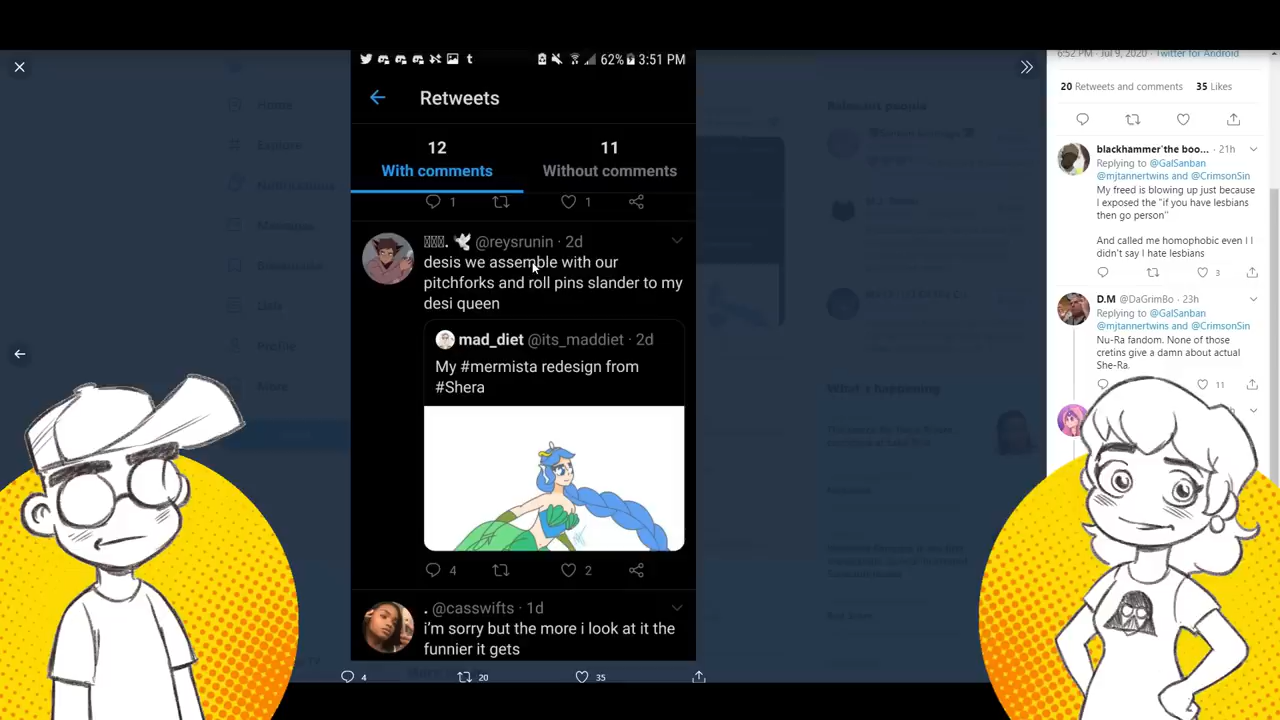 62% 3:51 PM
Retweets
12
With comments
11
Without comments
1
1
@reysrunin · 2d
desis we assemble with our
pitchforks and roll pins slander to my
desi queen
mad_diet @its_maddiet · 2d
My #mermista redesign from
#Shera
4
2
. @casswifts · 1d
i'm sorry but the more i look at it the
funnier it gets
4
20
35
Home
Explore
Lists
Profile
What's happening
6:52 PM · Jul 9, 2020 · Twitter for Android
20 Retweets and comments 35 Likes
blackhammer'the boo... · 21h
Replying to @GalSanban
@mjtannertwins and @CrimsonSin
My freed is blowing up just because
I exposed the "if you have lesbians
then go person''
And called me homophobic even I I
didn't say I hate lesbians
3
D.M @DaGrimBo · 23h
Replying to @GalSanban
@mjtannertwins and @CrimsonSin
Nu-Ra fandom. None of those
cretins give a damn about actual
She-Ra.
11